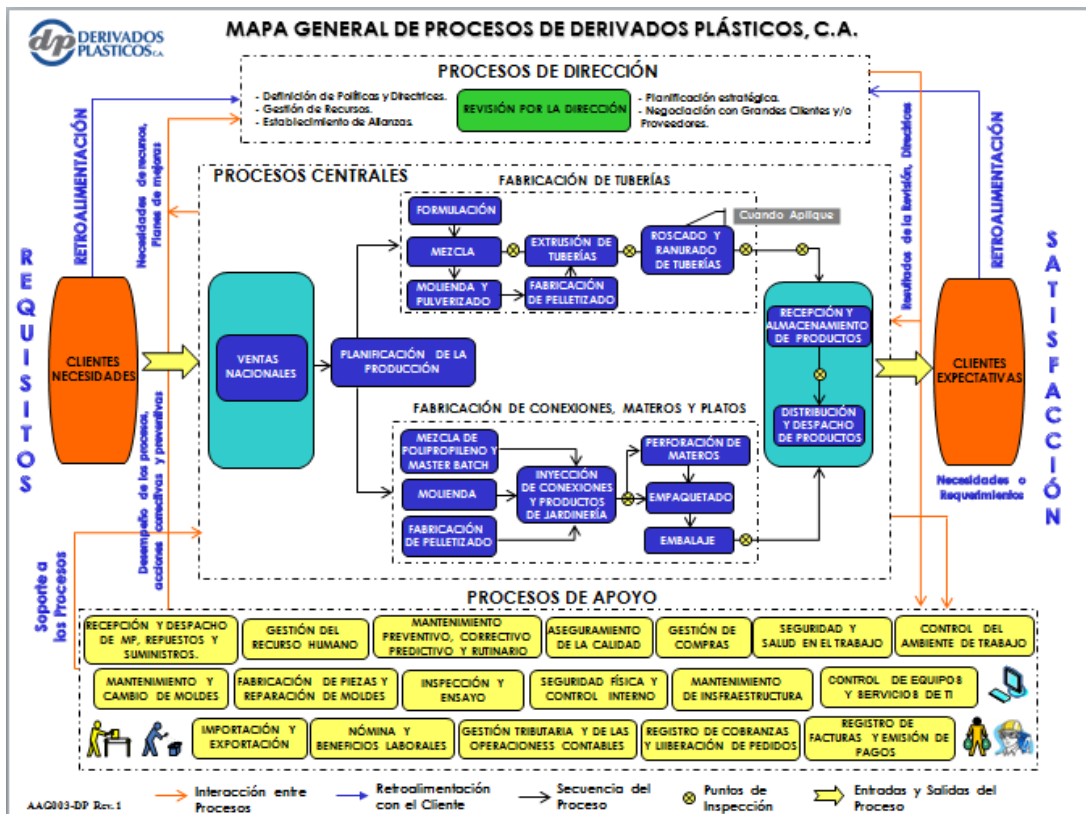 dp DERIVADOS
PLASTICOS C.A.
MAPA GENERAL DE PROCESOS DE DERIVADOS PLÁSTICOS, C.A.
PROCESOS DE DIRECCIÓN
- Definición de Políticas y Directrices.
- Gestión de Recursos.
- Establecimiento de Alianzas.
REVISIÓN POR LA DIRECCIÓN
- Planificación estratégica.
- Negociación con Grandes Clientes y/o
Proveedores.
RETROALIMENTACIÓN
Necesidades de recursos,
Planes de mejoras
Resultados de la Revisión, Directrices
RETROALIMENTACIÓN
REQUISITOS
SATISFACCIÓN
PROCESOS CENTRALES
FABRICACIÓN DE TUBERÍAS
FORMULACIÓN
MEZCLA
MOLIENDA Y
PULVERIZADO
EXTRUSIÓN DE
TUBERÍAS
FABRICACIÓN
DE PELLETIZADO
Cuando Aplique
ROSCADO Y
RANURADO DE
TUBERÍAS
CLIENTES
NECESIDADES
VENTAS
NACIONALES
PLANIFICACIÓN DE LA
PRODUCCIÓN
RECEPCIÓN Y
ALMACENAMIENTO
DE PRODUCTOS
DISTRIBUCIÓN
Y DESPACHO
DE PRODUCTOS
CLIENTES
EXPECTATIVAS
FABRICACIÓN DE CONEXIONES, MATEROS Y PLATOS
MEZCLA DE
POLIPROPILENO Y
MASTER BATCH
MOLIENDA
FABRICACIÓN
DE PELLETIZADO
INYECCIÓN
DE CONEXIONES
Y PRODUCTOS
DE JARDINERÍA
PERFORACIÓN DE
MATEROS
EMPAQUETADO
EMBALAJE
Desempeño de los procesos,
acciones correctivas y preventivas
Necesidades o
Requerimientos
Soporte a
los Procesos
PROCESOS DE APOYO
RECEPCIÓN Y DESPACHO
DE MP, REPUESTOS Y
SUMINISTROS.
GESTIÓN DEL
RECURSO HUMANO
MANTENIMIENTO
PREVENTIVO, CORRECTIVO
PREDICTIVO Y RUTINARIO
ASEGURAMIENTO
DE LA CALIDAD
GESTIÓN DE
COMPRAS
SEGURIDAD Y
SALUD EN EL TRABAJO
CONTROL DEL
AMBIENTE DE TRABAJO
MANTENIMIENTO Y
CAMBIO DE MOLDES
FABRICACIÓN DE PIEZAS Y
REPARACIÓN DE MOLDES
INSPECCIÓN Y
ENSAYO
SEGURIDAD FÍSICA Y
CONTROL INTERNO
MANTENIMIENTO
DE INSFRAESTRUCTURA
CONTROL DE EQUIPOS
Y SERVICIOS DE TI
IMPORTACIÓN Y
EXPORTACIÓN
NÓMINA Y
BENEFICIOS LABORALES
GESTIÓN TRIBUTARIA Y DE LAS
OPERACIONESS CONTABLES
REGISTRO DE COBRANZAS
Y LIIBERACIÓN DE PEDIDOS
REGISTRO DE
FACTURAS Y EMISIÓN DE
PAGOS
AAG003-DP Rev. 1
Interacción entre
Procesos
Retroalimentación
con el Cliente
Secuencia del
Proceso
Puntos de
Inspección
Entradas y Salidas del
Proceso